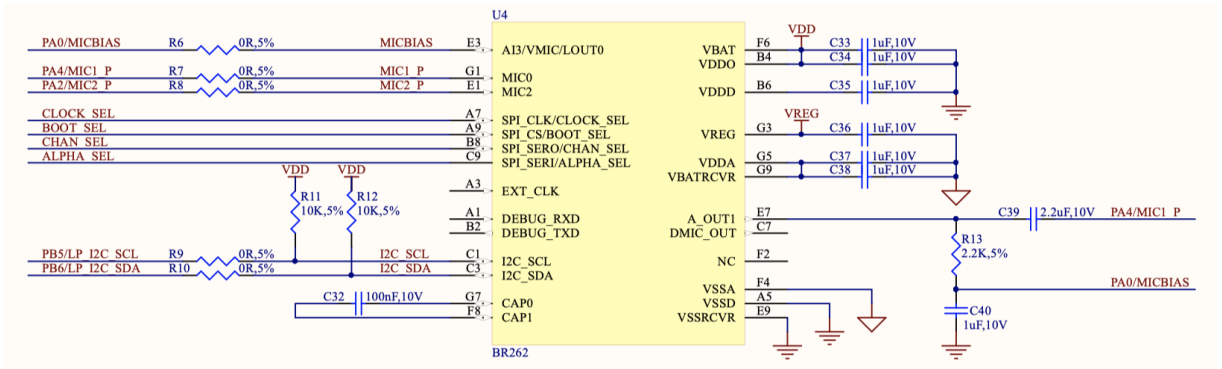 U4
PA0/MICBIAS R6 0R,5% MICBIAS E3 AI3/VMIC/LOUT0 VBAT F6 VDD C33 1uF,10V
VDDO B4 C34 1uF,10V
PA4/MIC1_P R7 0R,5% MIC1_P G1 MIC0
PA2/MIC2_P R8 0R,5% MIC2_P E1 MIC2 VDDD B6 C35 1uF,10V
CLOCK_SEL A7 SPI_CLK/CLOCK_SEL
BOOT_SEL A9 SPI_CS/BOOT_SEL VREG G3 VREG C36 1uF,10V
CHAN_SEL B8 SPI_SERO/CHAN_SEL
ALPHA_SEL C9 SPI_SERI/ALPHA_SEL VDDA G5 C37 1uF,10V
VBATRCVR G9 C38 1uF,10V
VDD VDD
R11 R12 A3 EXT_CLK
10K,5% 10K,5%
A1 DEBUG_RXD A_OUT1 E7 C39 2.2uF,10V PA4/MIC1_P
B2 DEBUG_TXD DMIC_OUT C7
R13
2.2K,5%
PB5/LP_I2C_SCL R9 0R,5% I2C_SCL C1 I2C_SCL NC F2
PB6/LP_I2C_SDA R10 0R,5% I2C_SDA C3 I2C_SDA
VSSA F4 PA0/MICBIAS
C32 100nF,10V G7 CAP0 VSSD A5
F8 CAP1 VSSRCVR E9
C40
1uF,10V
BR262